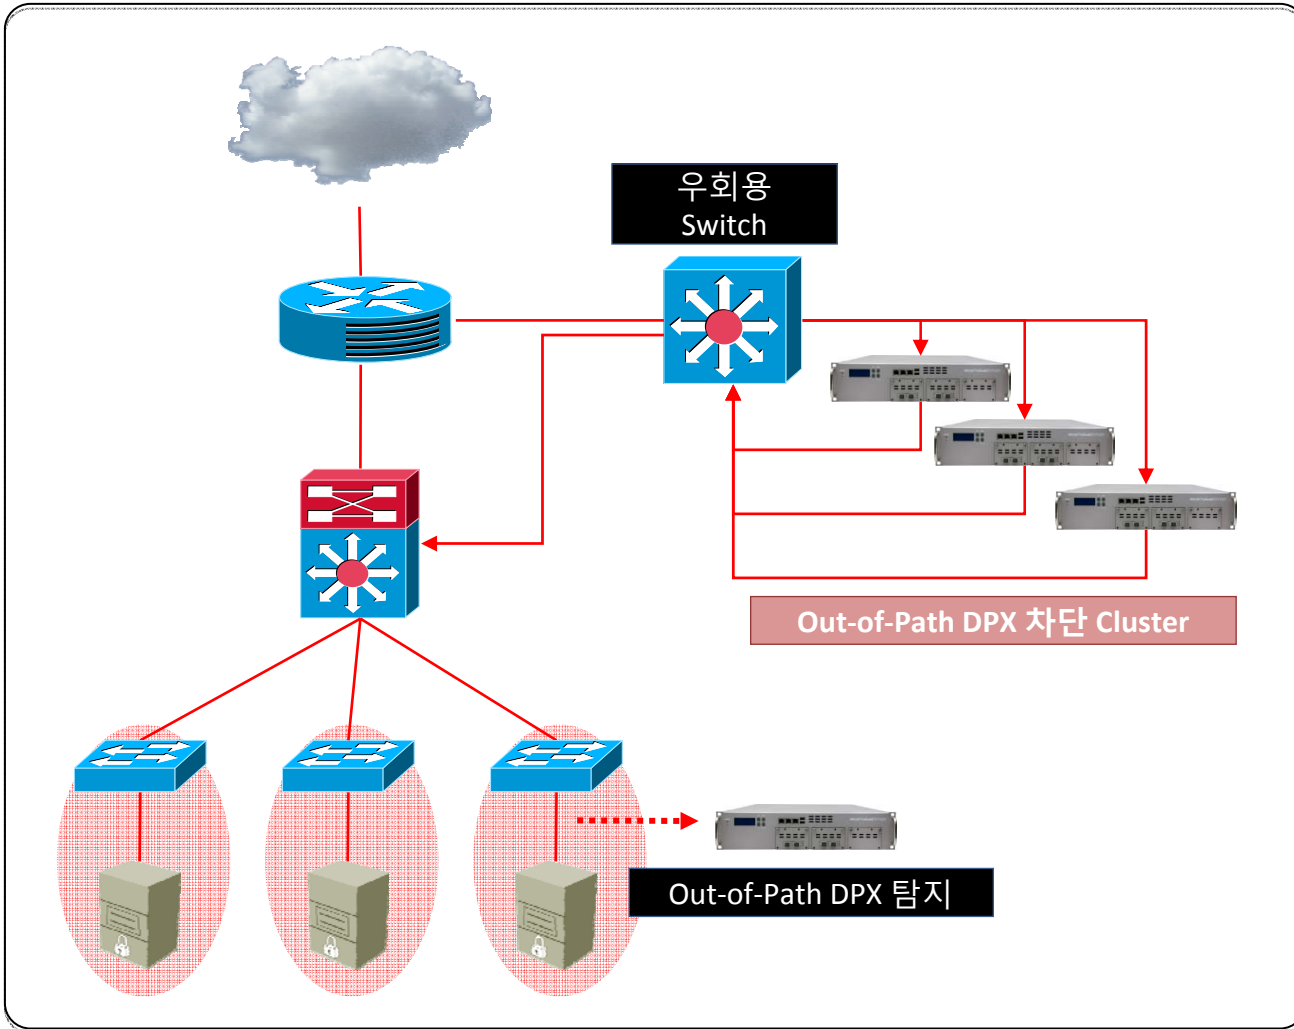 우회용
Switch
Out-of-Path DPX 차단 Cluster
Out-of-Path DPX 탐지